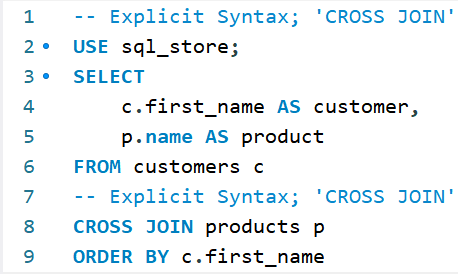 1 -- Explicit Syntax; 'CROSS JOIN'
2 USE sql_store;
3 SELECT
4 c.first_name AS customer,
5 p.name AS product
6 FROM customers c
7 -- Explicit Syntax; 'CROSS JOIN'
8 CROSS JOIN products p
9 ORDER BY c.first_name